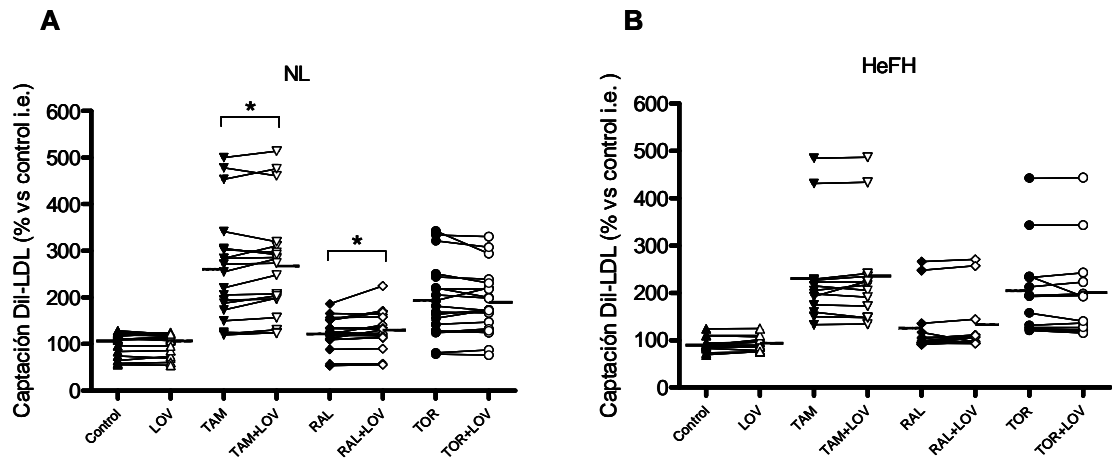 A
NL
Captación DiI-LDL (% vs control i.e.)
600
500
400
300
200
100
0
*
*
Control
LOV
TAM
TAM+LOV
RAL
RAL+LOV
TOR
TOR+LOV
B
HeFH
Captación DiI-LDL (% vs control i.e.)
600
500
400
300
200
100
0
Control
LOV
TAM
TAM+LOV
RAL
RAL+LOV
TOR
TOR+LOV